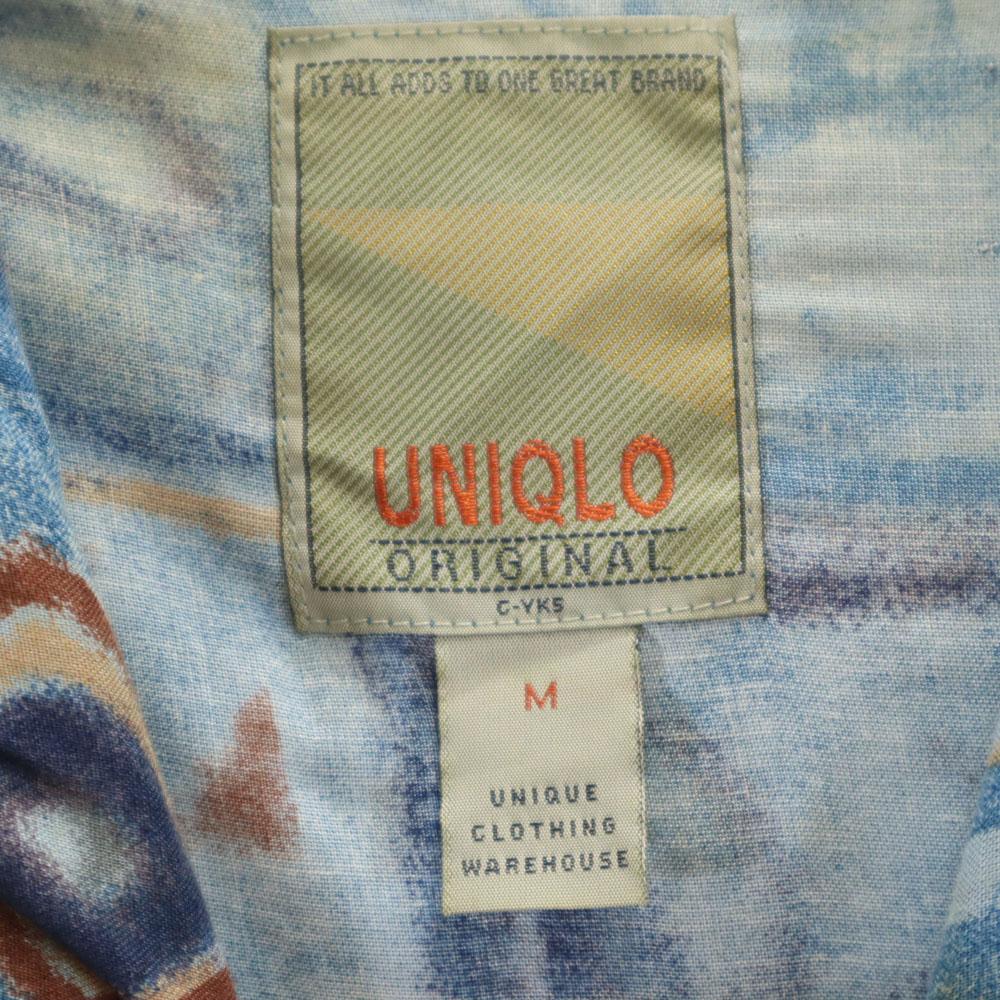 IT ALL ADDS TO ONE GREAT BRAND
UNIQLO
ORIGINAL
C-YKS
M
UNIQUE
CLOTHING
WAREHOUSE